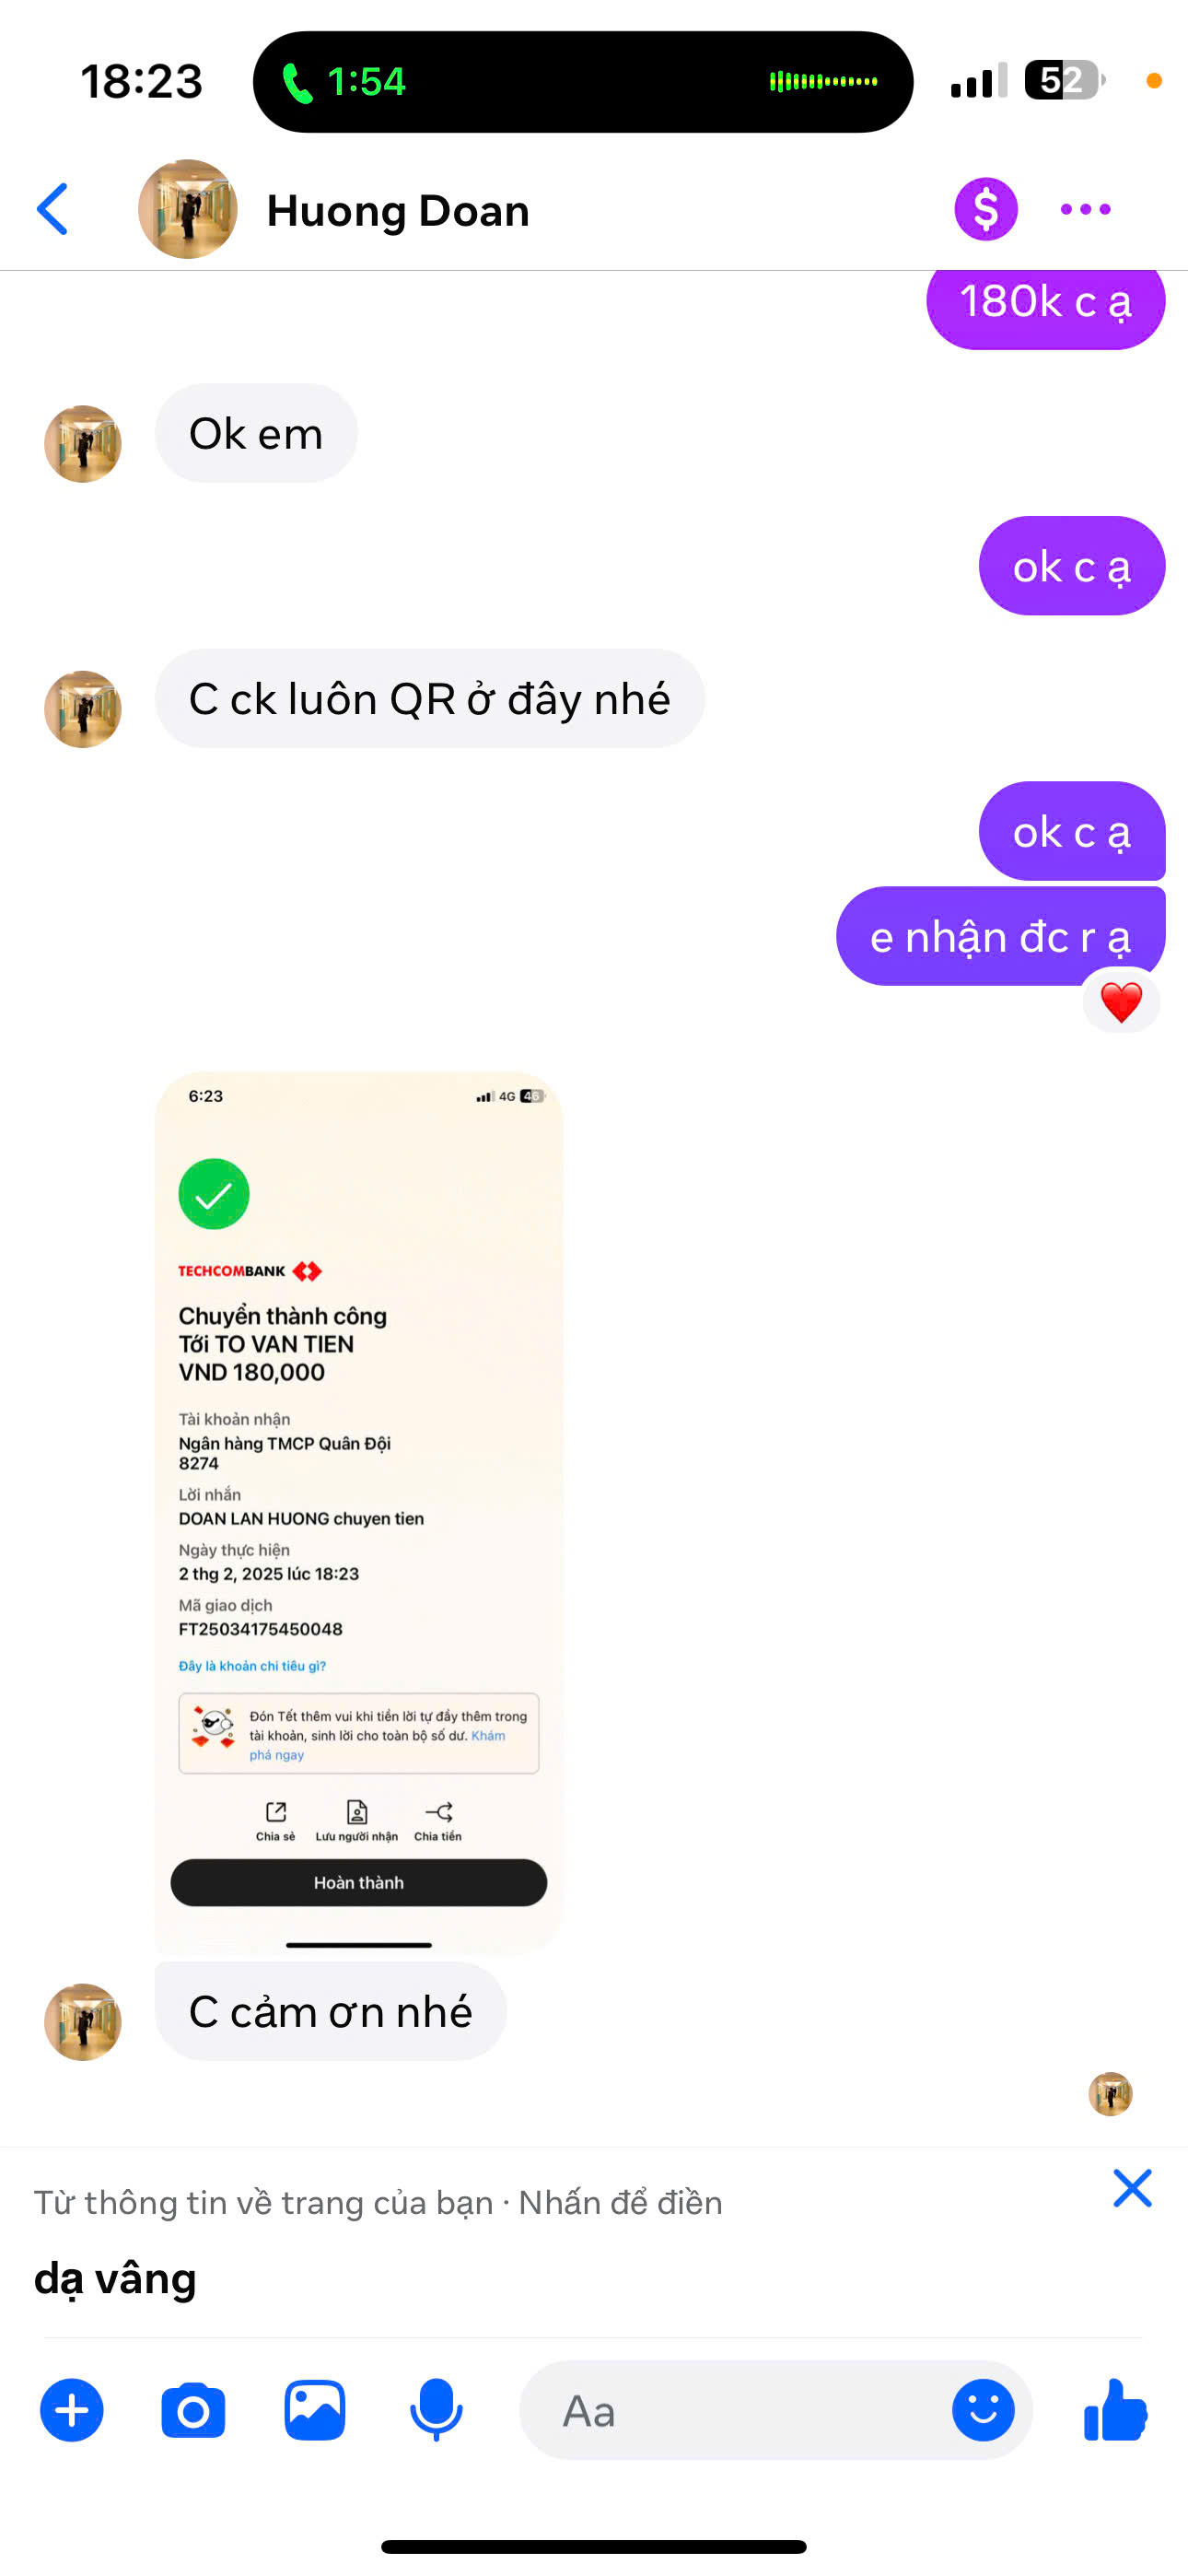 18:23
1:54
52
Huong Doan
180k c ạ
Ok em
ok c ạ
C ck luôn QR ở đây nhé
ok c ạ
e nhận đc r ạ
6:23
4G 46
TECHCOMBANK
Chuyển thành công
Tới TO VAN TIEN
VND 180,000
Tài khoản nhận
Ngân hàng TMCP Quân Đội
8274
Lời nhắn
DOAN LAN HUONG chuyen tien
Ngày thực hiện
2 thg 2, 2025 lúc 18:23
Mã giao dịch
FT25034175450048
Đây là khoản chi tiêu gì?
Đón Tết thêm vui khi tiền lời tự đầy thêm trong
tài khoản, sinh lời cho toàn bộ số dư. Khám
phá ngay
Chia sẻ
Lưu người nhận
Chia tiền
Hoàn thành
C cảm ơn nhé
Từ thông tin về trang của bạn · Nhấn để điền
dạ vâng
Aa